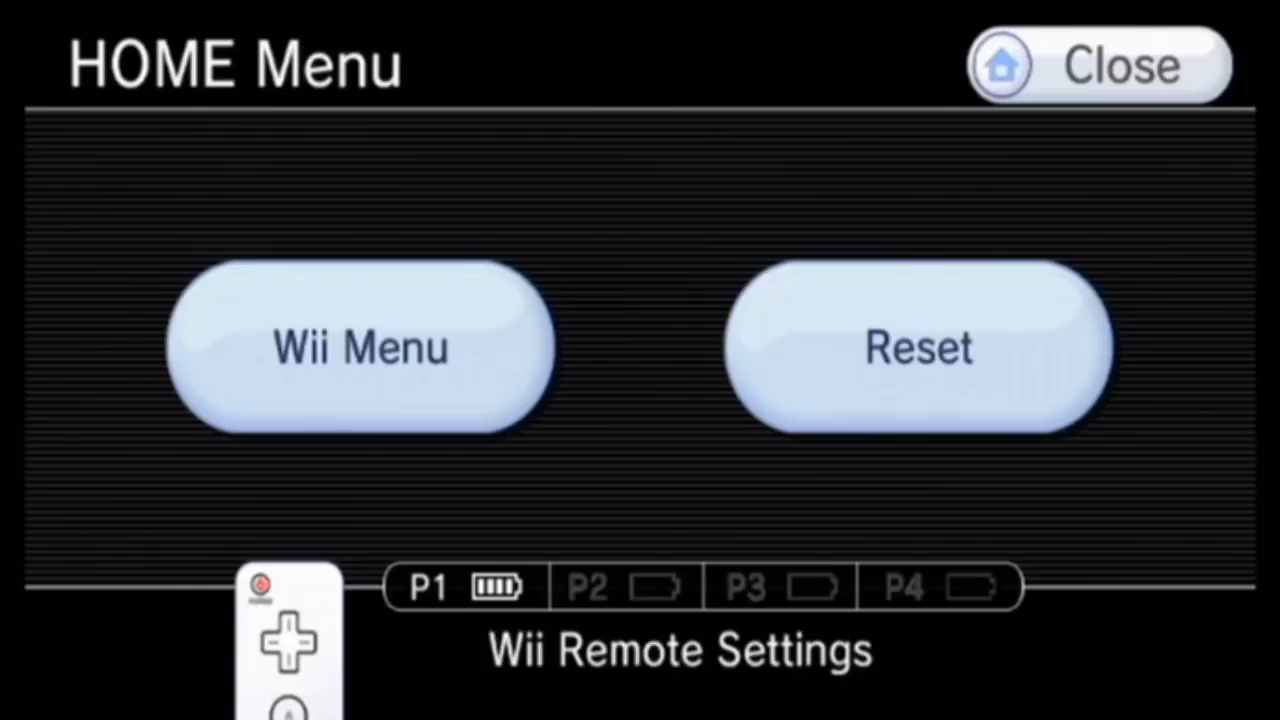 HOME Menu
Close
Wii Menu
Reset
P1 P2 P3 P4
Wii Remote Settings